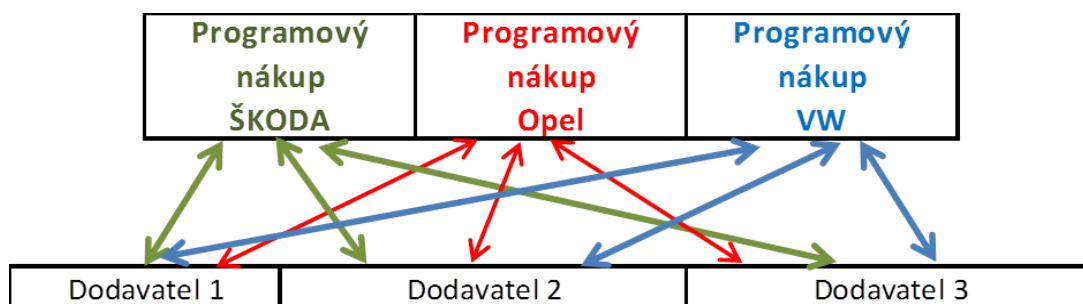 Programový
nákup
ŠKODA
Programový
nákup
Opel
Programový
nákup
VW
Dodavatel 1
Dodavatel 2
Dodavatel 3